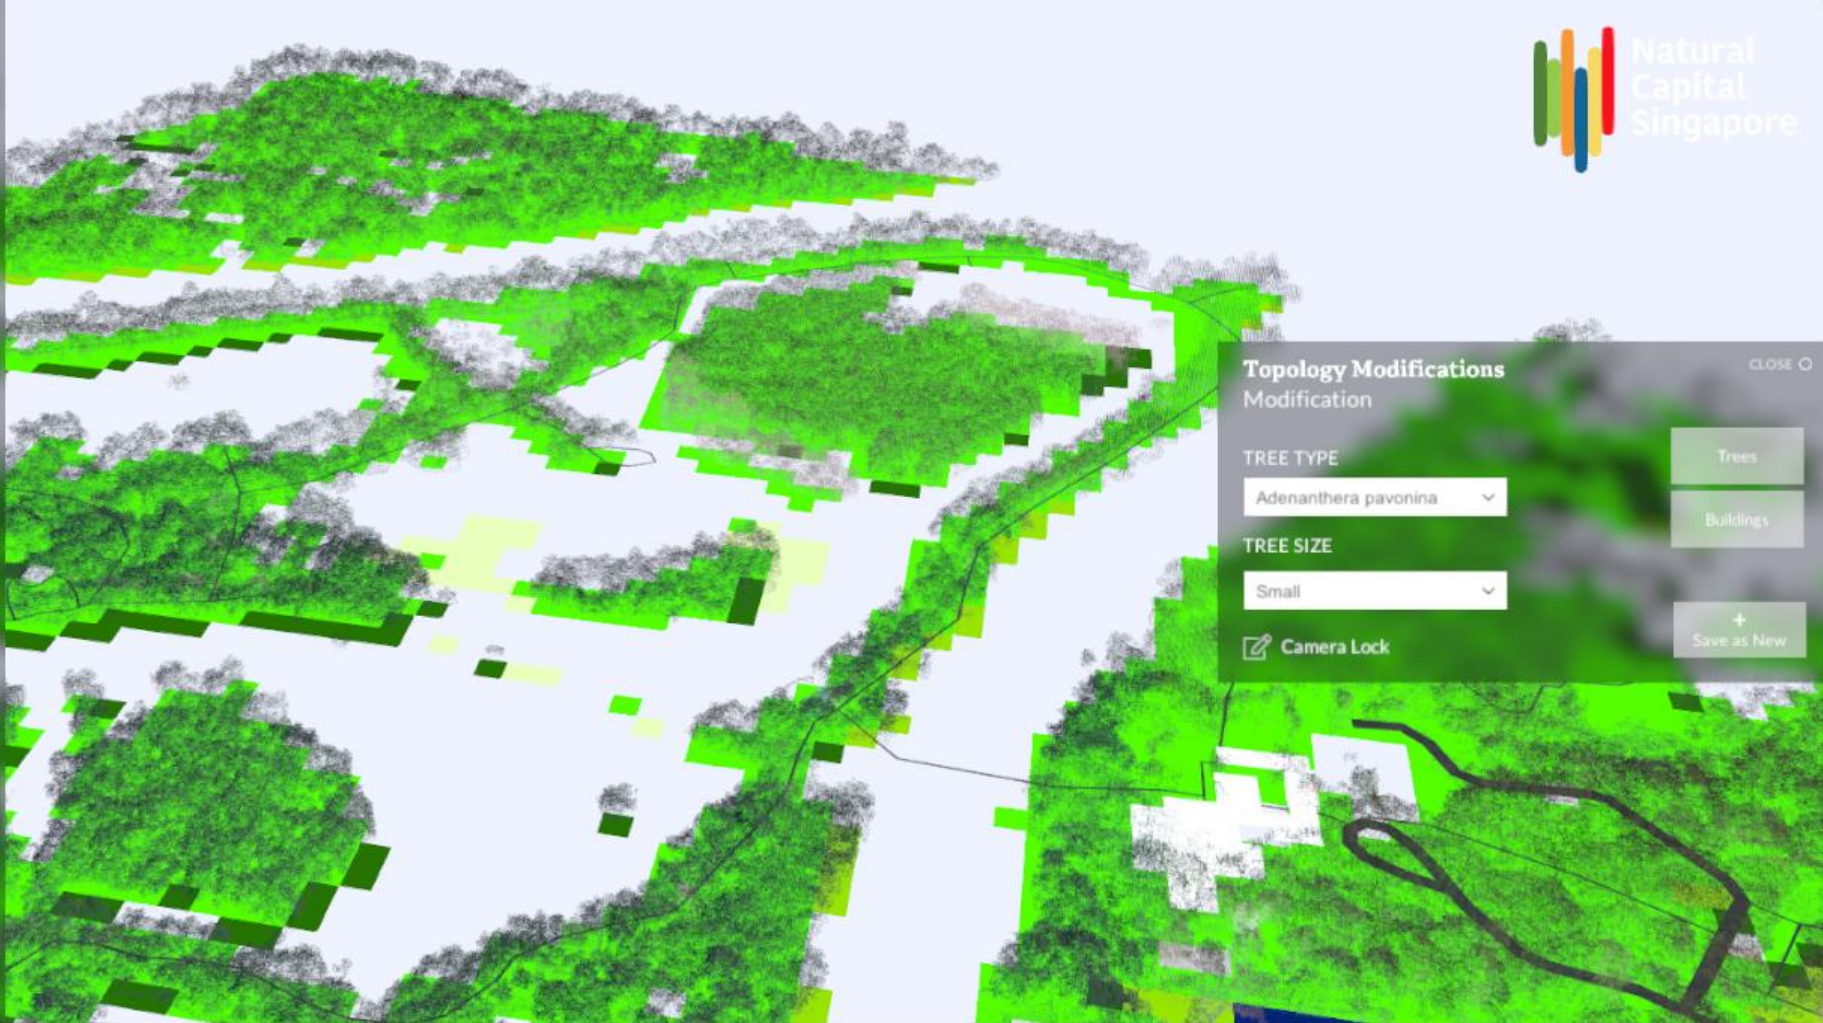 Natural
Capital
Singapore
Topology Modifications
CLOSE
Modification
TREE TYPE
Trees
Adenanthera pavonina
Buildings
TREE SIZE
Small
+
Save as New
Camera Lock